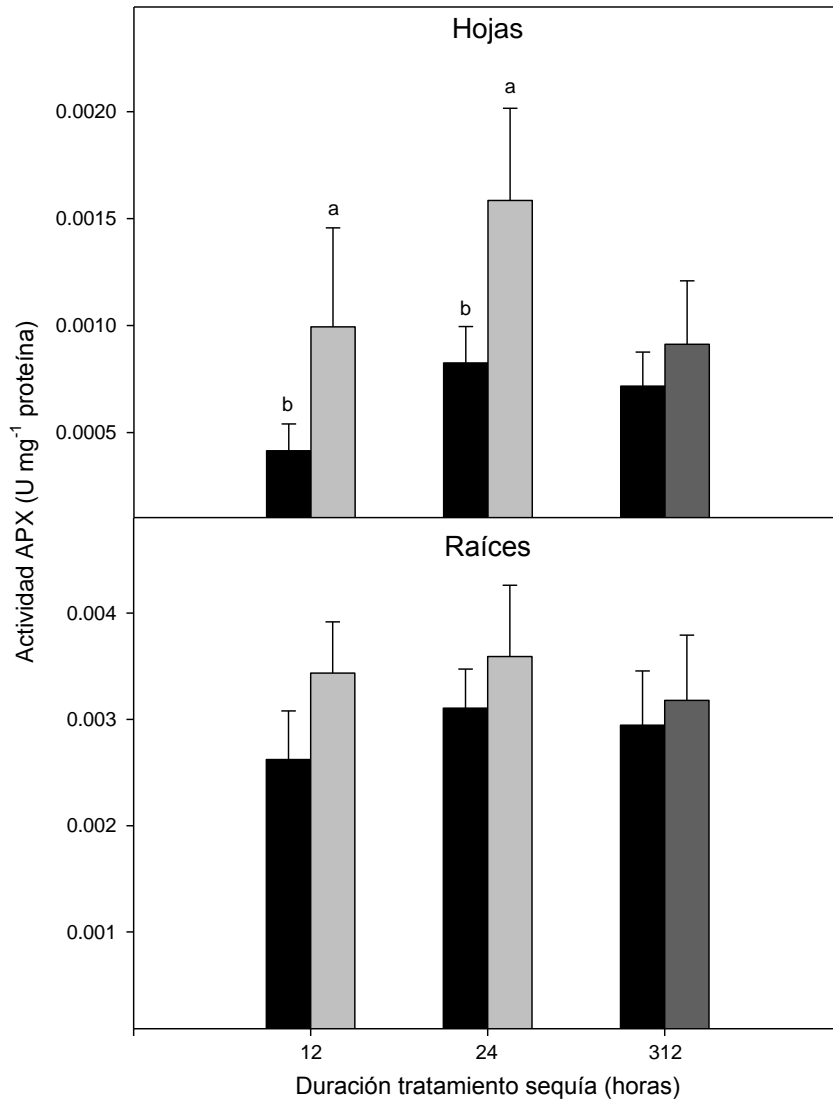 Hojas
0.0020
0.0015
0.0010
0.0005
b
a
b
a
Actividad APX (U mg⁻¹ proteína)
Raíces
0.004
0.003
0.002
0.001
12
24
312
Duración tratamiento sequía (horas)